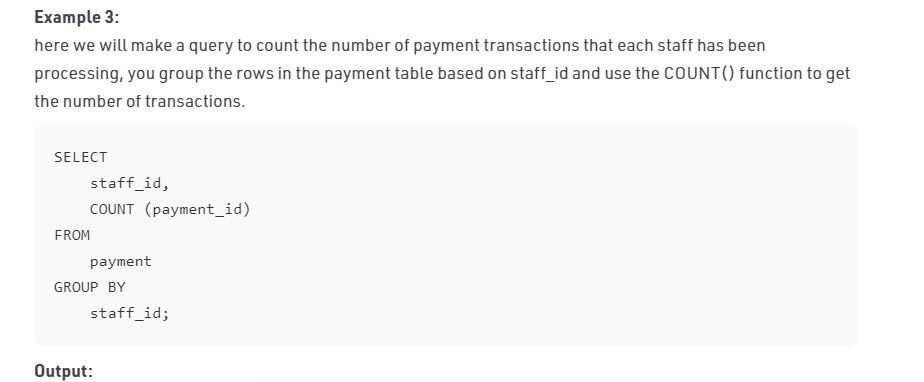 Example 3:
here we will make a query to count the number of payment transactions that each staff has been
processing, you group the rows in the payment table based on staff_id and use the COUNT() function to get
the number of transactions.
SELECT
    staff_id,
    COUNT (payment_id)
FROM
    payment
GROUP BY
    staff_id;
Output: